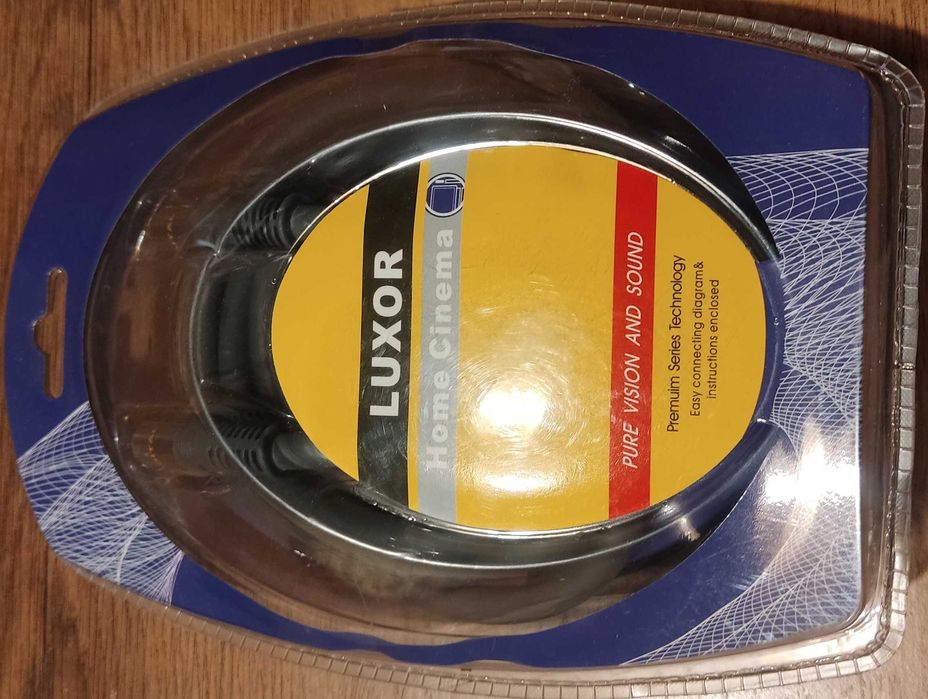 LUXOR
Home Cinema
PURE VISION AND SOUND
Premuim Series Technology
Easy connecting diagram&
instructions enclosed